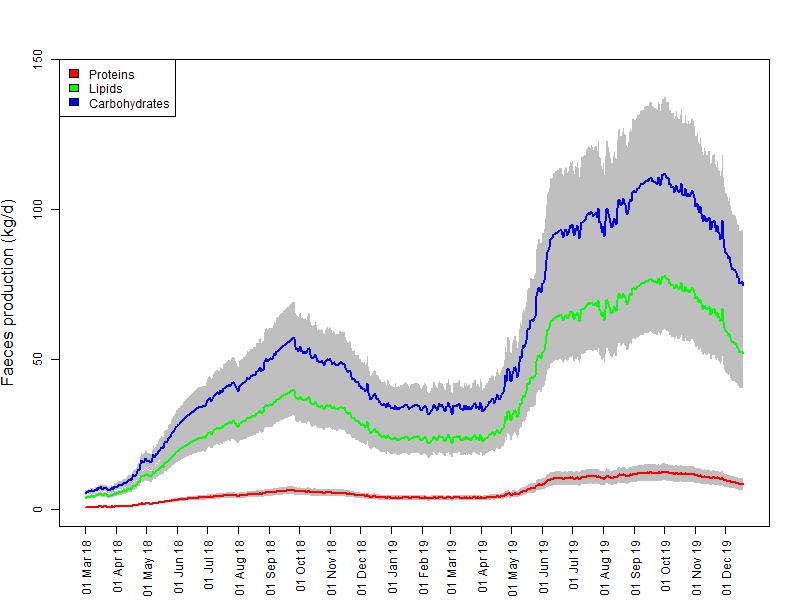 150
100
50
0
Faeces production (kg/d)
Proteins
Lipids
Carbohydrates
01 Mar 18
01 Apr 18
01 May 18
01 Jun 18
01 Jul 18
01 Aug 18
01 Sep 18
01 Oct 18
01 Nov 18
01 Dec 18
01 Jan 19
01 Feb 19
01 Mar 19
01 Apr 19
01 May 19
01 Jun 19
01 Jul 19
01 Aug 19
01 Sep 19
01 Oct 19
01 Nov 19
01 Dec 19